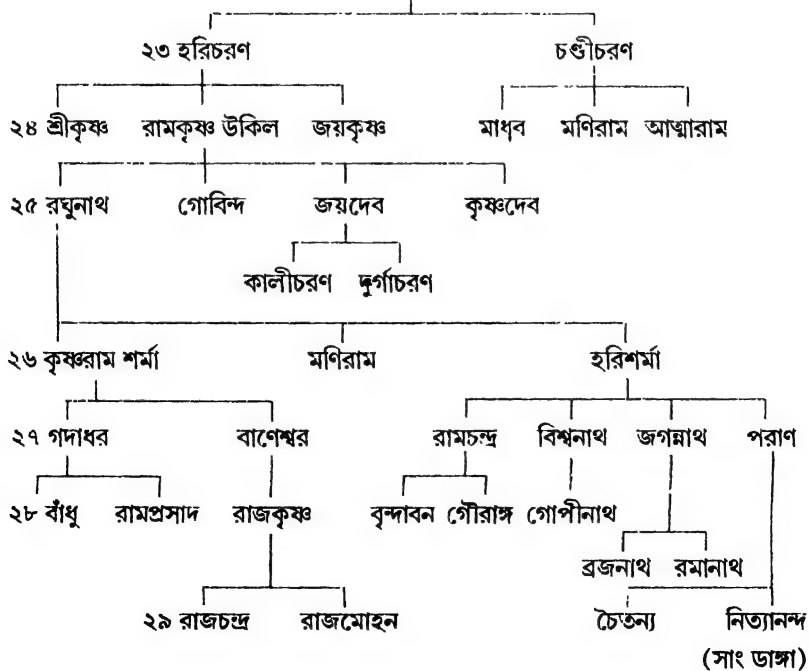 ২৩ হরিচরণ চণ্ডীচরণ
২৪ শ্রীকৃষ্ণ রামকৃষ্ণ উকিল জয়কৃষ্ণ মাধব মণিরাম আত্মারাম
২৫ রঘুনাথ গোবিন্দ জয়দেব কৃষ্ণদেব
কালীচরণ দুর্গাচরণ
২৬ কৃষ্ণরাম শর্মা মণিরাম হরিশর্মা
২৭ গদাধর বাণেশ্বর রামচন্দ্র বিশ্বনাথ জগন্নাথ পরাণ
২৮ বাঁধু রামপ্রসাদ রাজকৃষ্ণ বৃন্দাবন গৌরাঙ্গ গোপীনাথ
ব্রজনাথ রমানাথ
২৯ রাজচন্দ্র রাজমোহন চৈতন্য নিত্যানন্দ
(সাং ডাঙ্গা)